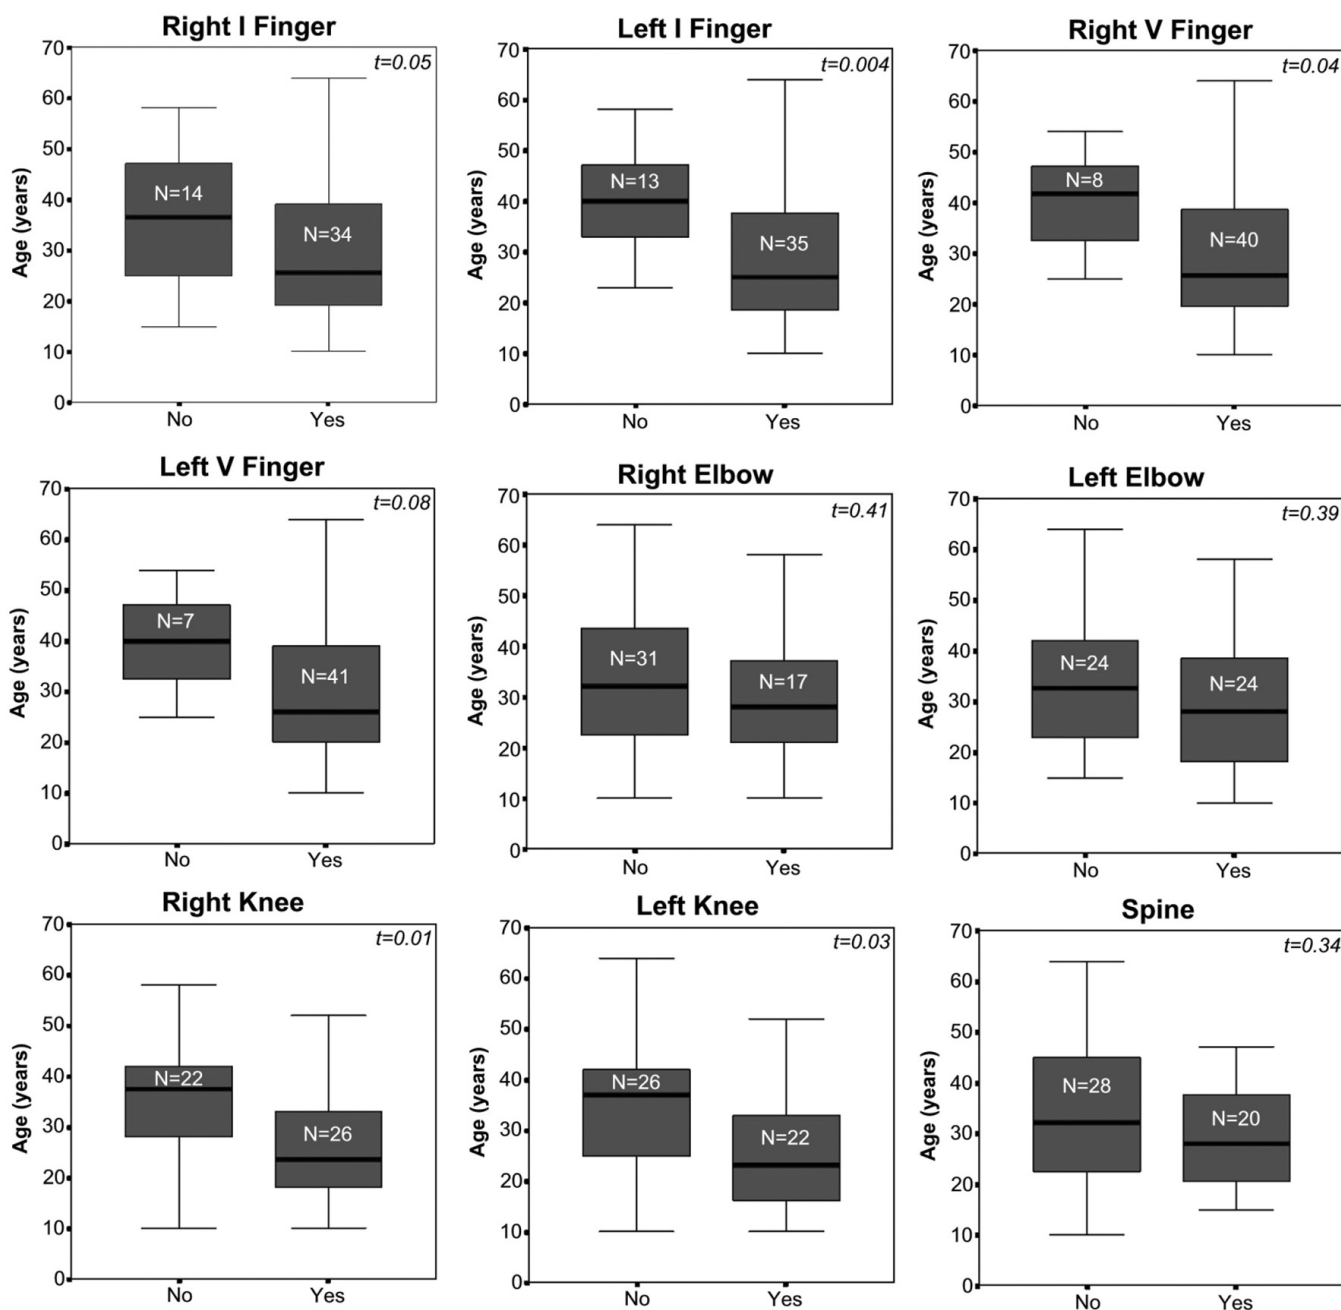 Right I Finger
t=0.05
Age (years)
70
60
50
40
30
20
10
0
N=14
N=34
No
Yes
Left I Finger
t=0.004
Age (years)
70
60
50
40
30
20
10
0
N=13
N=35
No
Yes
Right V Finger
t=0.04
Age (years)
70
60
50
40
30
20
10
0
N=8
N=40
No
Yes
Left V Finger
t=0.08
Age (years)
70
60
50
40
30
20
10
0
N=7
N=41
No
Yes
Right Elbow
t=0.41
Age (years)
70
60
50
40
30
20
10
0
N=31
N=17
No
Yes
Left Elbow
t=0.39
Age (years)
70
60
50
40
30
20
10
0
N=24
N=24
No
Yes
Right Knee
t=0.01
Age (years)
70
60
50
40
30
20
10
0
N=22
N=26
No
Yes
Left Knee
t=0.03
Age (years)
70
60
50
40
30
20
10
0
N=26
N=22
No
Yes
Spine
t=0.34
Age (years)
70
60
50
40
30
20
10
0
N=28
N=20
No
Yes